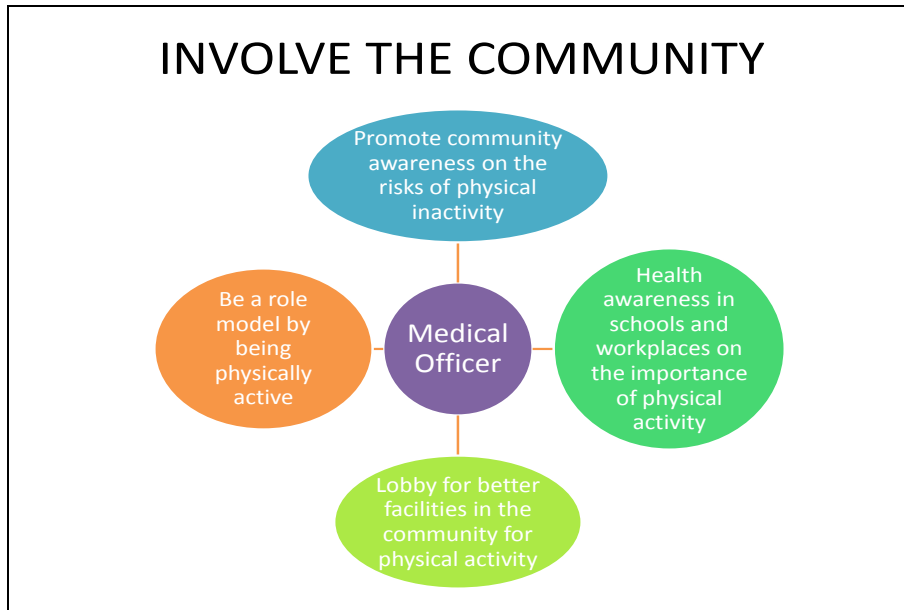 INVOLVE THE COMMUNITY
Promote community
awareness on the
risks of physical
inactivity
Be a role
model by
being
physically
active
Medical
Officer
Health
awareness in
schools and
workplaces on
the importance
of physical
activity
Lobby for better
facilities in the
community for
physical activity